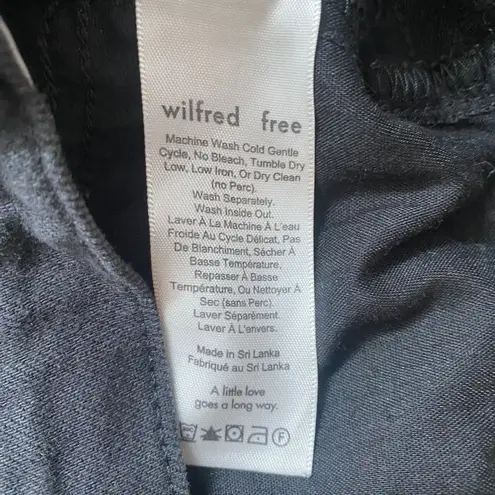 wilfred free
Machine Wash Cold Gentle
Cycle, No Bleach, Tumble Dry
Low, Low Iron, Or Dry Clean
(no Perc).
Wash Separately.
Wash Inside Out.
Laver À La Machine À L'eau
Froide Au Cycle Délicat, Pas
De Blanchiment, Sécher À
Basse Température,
Repasser À Basse
Température, Ou Nettoyer À
Sec (sans Perc).
Laver Séparément.
Laver À L'envers.
Made in Sri Lanka
Fabriqué au Sri Lanka
A little love
goes a long way.
F